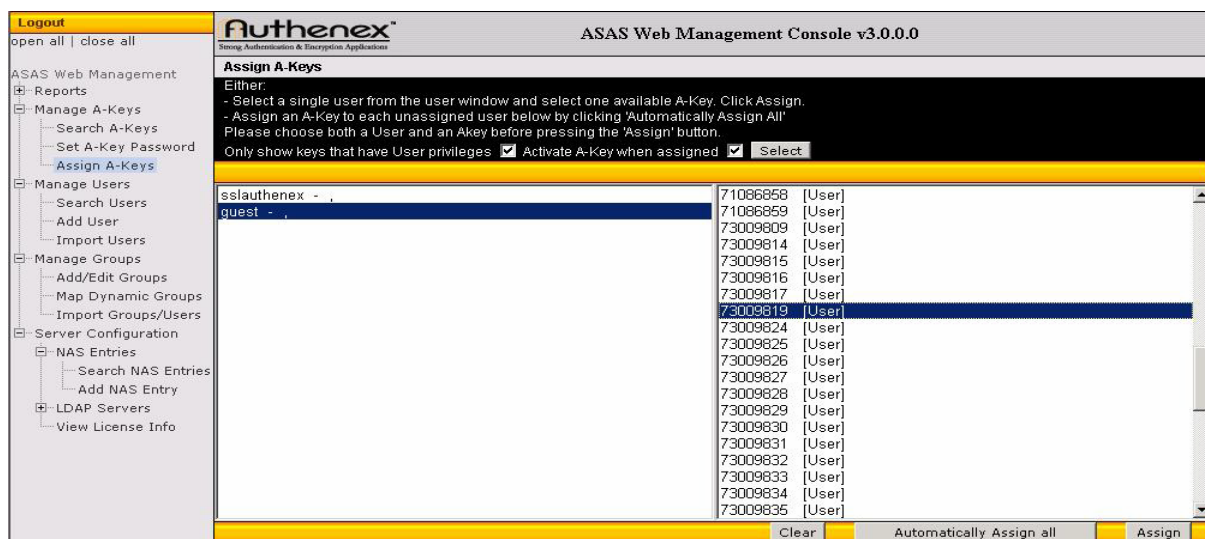 Logout
open all | close all
ASAS Web Management
Reports
Manage A-Keys
Search A-Keys
Set A-Key Password
Assign A-Keys
Manage Users
Search Users
Add User
Import Users
Manage Groups
Add/Edit Groups
Map Dynamic Groups
Import Groups/Users
Server Configuration
NAS Entries
Search NAS Entries
Add NAS Entry
LDAP Servers
View License Info
Authenex™
Strong Authentication & Encryption Applications
ASAS Web Management Console v3.0.0.0
Assign A-Keys
Either:
- Select a single user from the user window and select one available A-Key. Click Assign.
- Assign an A-Key to each unassigned user below by clicking 'Automatically Assign All'
Please choose both a User and an Akey before pressing the 'Assign' button.
Only show keys that have User privileges Activate A-Key when assigned Select
sslauthenex - ,
guest - ,
71086858 [User]
71086859 [User]
73009809 [User]
73009814 [User]
73009815 [User]
73009816 [User]
73009817 [User]
73009819 [User]
73009824 [User]
73009825 [User]
73009826 [User]
73009827 [User]
73009828 [User]
73009829 [User]
73009830 [User]
73009831 [User]
73009832 [User]
73009833 [User]
73009834 [User]
73009835 [User]
Clear Automatically Assign all Assign